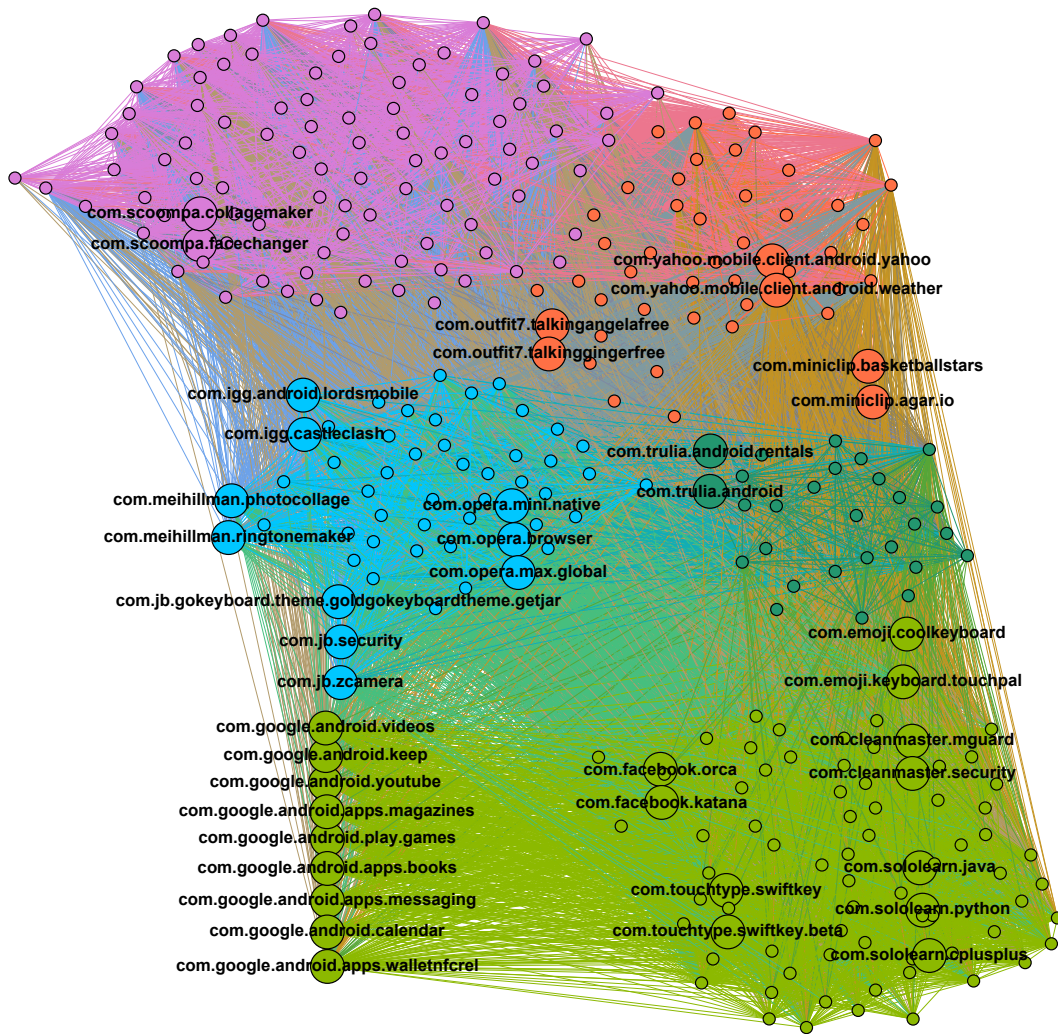 com.scoompa.collagemaker
com.scoompa.facechanger
com.yahoo.mobile.client.android.yahoo
com.yahoo.mobile.client.android.weather
com.outfit7.talkingangelafree
com.outfit7.talkinggingerfree
com.miniclip.basketballstars
com.miniclip.agar.io
com.igg.android.lordsmobile
com.igg.castleclash
com.trulia.android.rentals
com.trulia.android
com.meihillman.photocollage
com.meihillman.ringtonemaker
com.opera.mini.native
com.opera.browser
com.opera.max.global
com.jb.gokeyboard.theme.goldgokeyboardtheme.getjar
com.jb.security
com.jb.zcamera
com.emoji.coolkeyboard
com.emoji.keyboard.touchpal
com.google.android.videos
com.google.android.keep
com.google.android.youtube
com.google.android.apps.magazines
com.google.android.play.games
com.google.android.apps.books
com.google.android.apps.messaging
com.google.android.calendar
com.google.android.apps.walletnfcrel
com.facebook.orca
com.facebook.katana
com.cleanmaster.mguard
com.cleanmaster.security
com.touchtype.swiftkey
com.touchtype.swiftkey.beta
com.sololearn.java
com.sololearn.python
com.sololearn.cplusplus